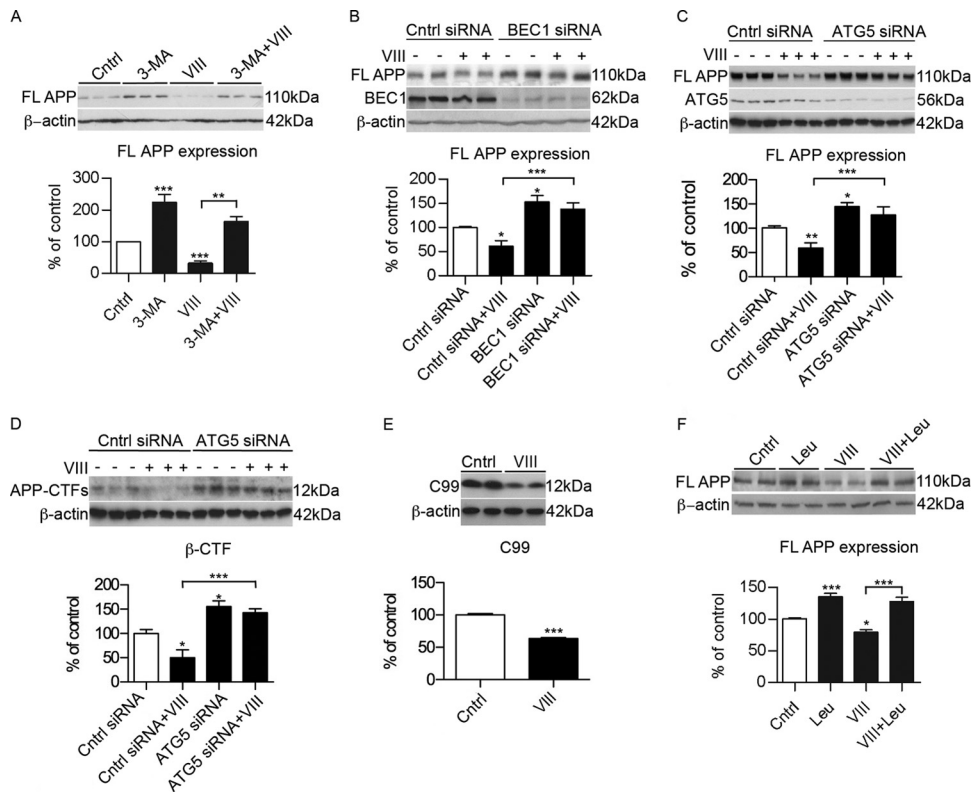 A
Cntrl 3-MA VIII 3-MA+VIII
FL APP 110kDa
β-actin 42kDa
FL APP expression
% of control
300
200
100
0
*** *** **
Cntrl 3-MA VIII 3-MA+VIII
B
Cntrl siRNA BEC1 siRNA
VIII - - + + - - + +
FL APP 110kDa
BEC1 62kDa
β-actin 42kDa
FL APP expression
% of control
200
150
100
50
0
* * ***
Cntrl siRNA Cntrl siRNA+VIII BEC1 siRNA BEC1 siRNA+VIII
C
Cntrl siRNA ATG5 siRNA
VIII - - - + + + - - - + + +
FL APP 110kDa
ATG5 56kDa
β-actin 42kDa
FL APP expression
% of control
200
150
100
50
0
** * ***
Cntrl siRNA Cntrl siRNA+VIII ATG5 siRNA ATG5 siRNA+VIII
D
Cntrl siRNA ATG5 siRNA
VIII - - - + + + - - - + + +
APP-CTFs 12kDa
β-actin 42kDa
β-CTF
% of control
200
150
100
50
0
* * ***
Cntrl siRNA Cntrl siRNA+VIII ATG5 siRNA ATG5 siRNA+VIII
E
Cntrl VIII
C99 12kDa
β-actin 42kDa
C99
% of control
150
100
50
0
***
Cntrl VIII
F
Cntrl Leu VIII VIII+Leu
FL APP 110kDa
β-actin 42kDa
FL APP expression
% of control
150
100
50
0
*** * ***
Cntrl Leu VIII VIII+Leu